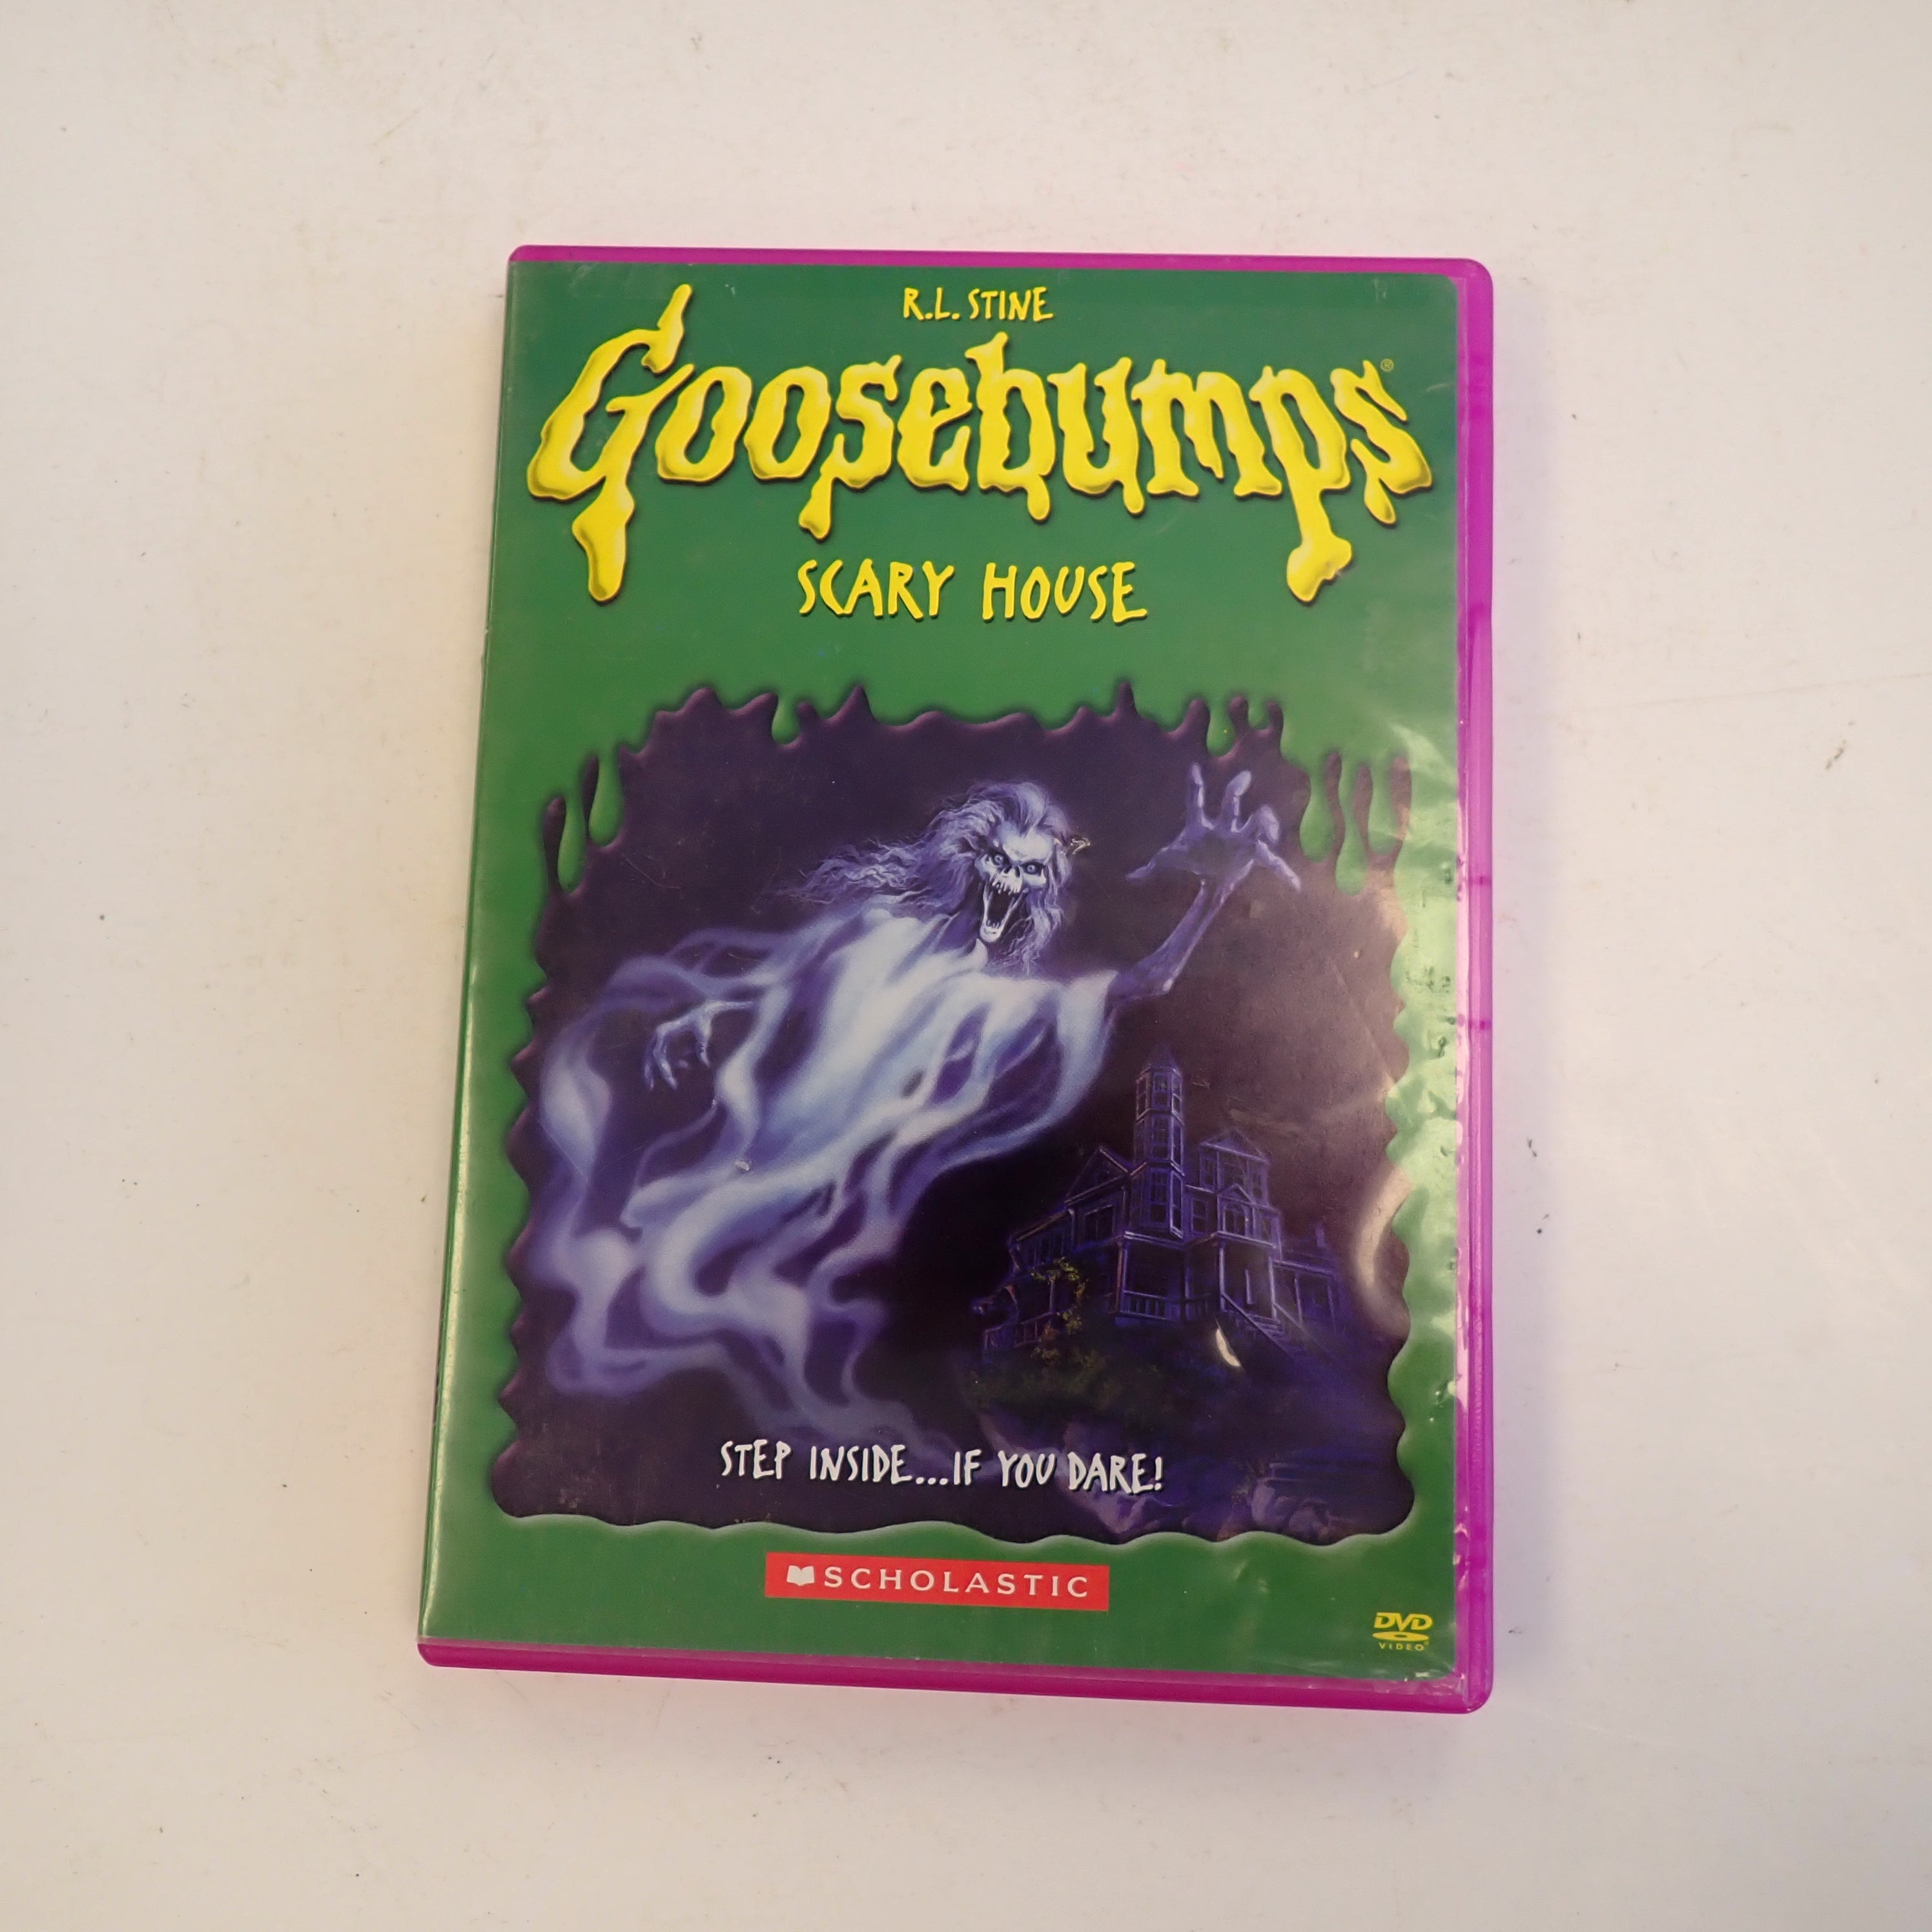 R.L. STINE
Goosebumps®
SCARY HOUSE
STEP INSIDE...IF YOU DARE!
SCHOLASTIC
DVD
VIDEO